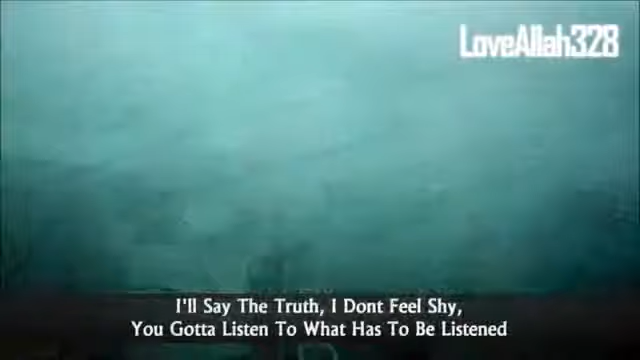 LoveAllah328
I'll Say The Truth, I Dont Feel Shy,
You Gotta Listen To What Has To Be Listened